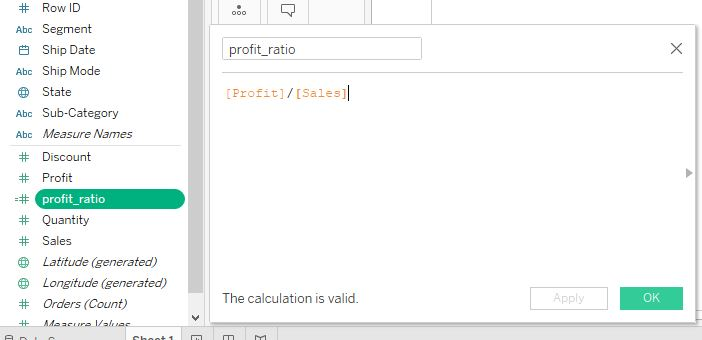 Row ID
Abc Segment
Ship Date
Abc Ship Mode
State
Abc Sub-Category
Abc Measure Names
Discount
Profit
profit_ratio
Quantity
Sales
Latitude (generated)
Longitude (generated)
Orders (Count)
Measure Values
profit_ratio
[Profit]/[Sales]
The calculation is valid.
Apply
OK
Sheet 1